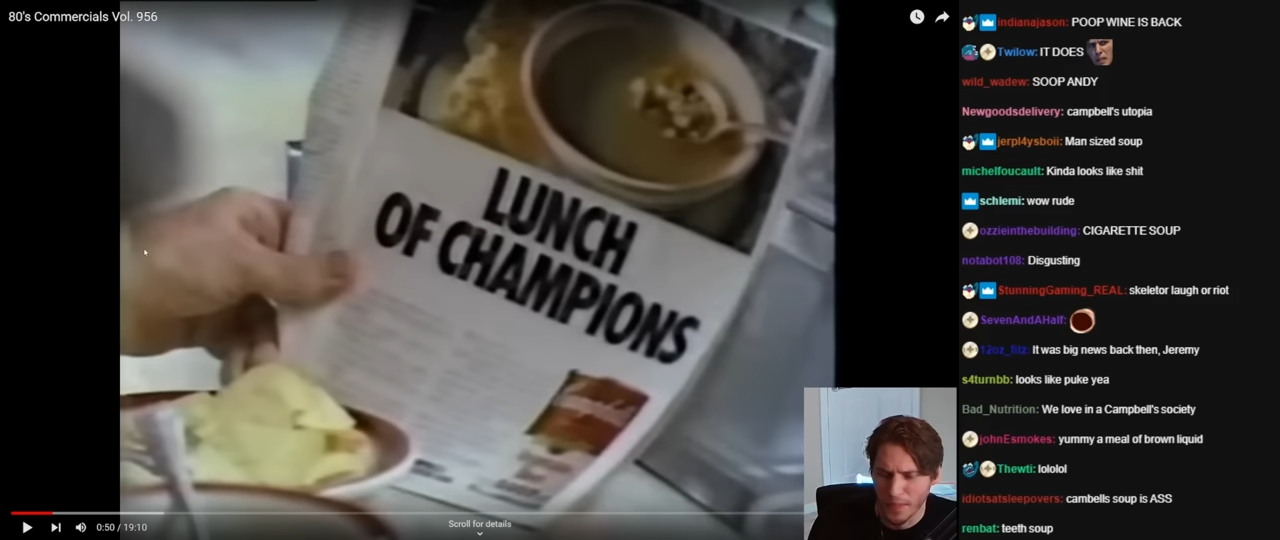 80's Commercials Vol. 956
LUNCH
OF CHAMPIONS
0:50 / 19:10
Scroll for details
indianajason: POOP WINE IS BACK
Twilow: IT DOES
wild_wadew: SOOP ANDY
Newgoodsdelivery: campbell's utopia
jerpl4ysboii: Man sized soup
michelfoucault: Kinda looks like shit
schlemi: wow rude
ozzieinthebuilding: CIGARETTE SOUP
notabot108: Disgusting
StunningGaming_REAL: skeletor laugh or riot
SevenAndAHalf:
12oz_fitz: It was big news back then, Jeremy
s4turnbb: looks like puke yea
Bad_Nutrition: We love in a Campbell's society
johnEsmokes: yummy a meal of brown liquid
Thewti: lololol
idiotsatsleepovers: cambells soup is ASS
renbat: teeth soup